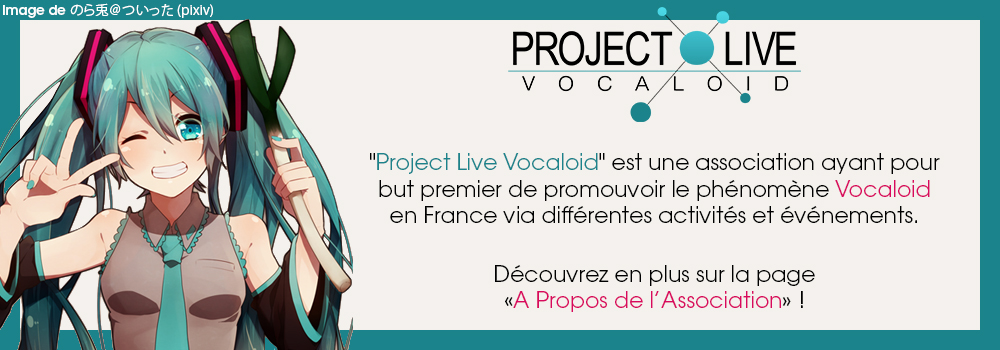 Image de のら兎@ついった (pixiv)
PROJECT LIVE
VOCALOID
"Project Live Vocaloid" est une association ayant pour
but premier de promouvoir le phénomène Vocaloid
en France via différentes activités et événements.
Découvrez en plus sur la page
«A Propos de l'Association» !